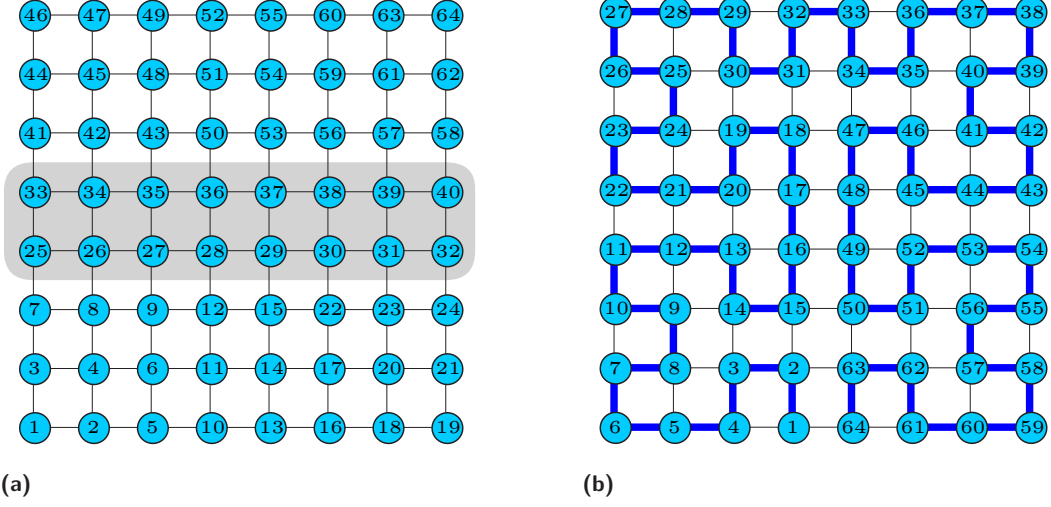 46 47 49 52 55 60 63 64
44 45 48 51 54 59 61 62
41 42 43 50 53 56 57 58
33 34 35 36 37 38 39 40
25 26 27 28 29 30 31 32
7 8 9 12 15 22 23 24
3 4 6 11 14 17 20 21
1 2 5 10 13 16 18 19
(a)
27 28 29 32 33 36 37 38
26 25 30 31 34 35 40 39
23 24 19 18 47 46 41 42
22 21 20 17 48 45 44 43
11 12 13 16 49 52 53 54
10 9 14 15 50 51 56 55
7 8 3 2 63 62 57 58
6 5 4 1 64 61 60 59
(b)